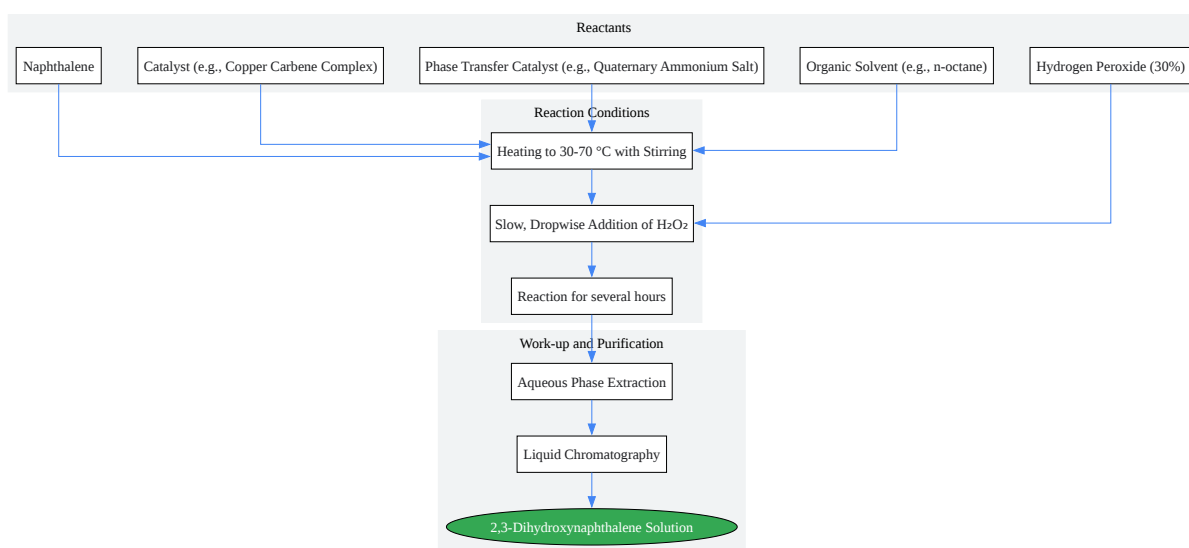 Reactants
Naphthalene
Catalyst (e.g., Copper Carbene Complex)
Phase Transfer Catalyst (e.g., Quaternary Ammonium Salt)
Organic Solvent (e.g., n-octane)
Hydrogen Peroxide (30%)
Reaction Conditions
Heating to 30-70 °C with Stirring
Slow, Dropwise Addition of H₂O₂
Reaction for several hours
Work-up and Purification
Aqueous Phase Extraction
Liquid Chromatography
2,3-Dihydroxynaphthalene Solution